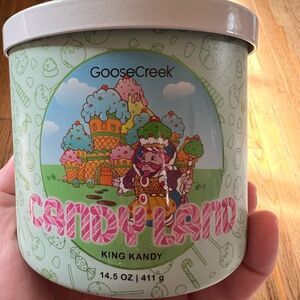 GooseCreek®
CANDY LAND
KING KANDY
14.5 OZ | 411 g